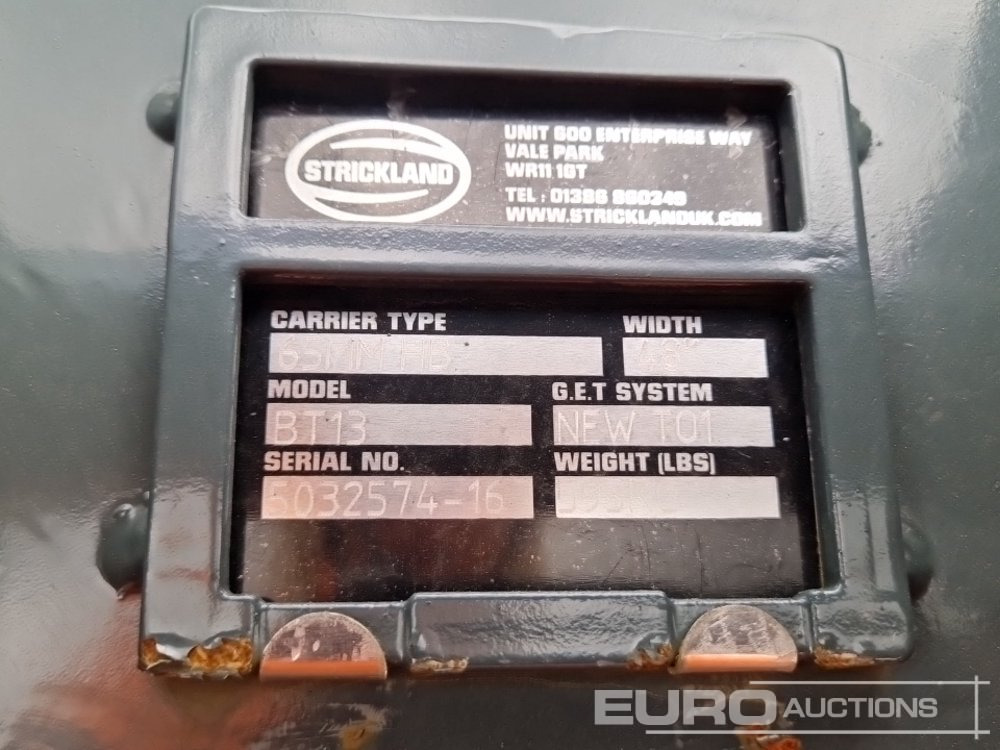 STRICKLAND
UNIT 600 ENTERPRISE WAY
VALE PARK
WR11 1GT
TEL : 01386
WWW.STRICKLANDUK.COM
CARRIER TYPE
65MM HB
WIDTH
48"
MODEL
BT13
G.E.T SYSTEM
NEW T01
SERIAL NO.
5032574-16
WEIGHT (LBS)
EURO AUCTIONS